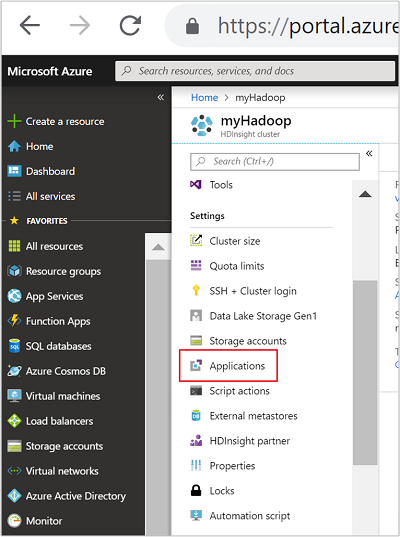 https://portal.azure
Microsoft Azure
Search resources, services, and docs
«
Create a resource
Home
Dashboard
All services
FAVORITES
All resources
Resource groups
App Services
Function Apps
SQL databases
Azure Cosmos DB
Virtual machines
Load balancers
Storage accounts
Virtual networks
Azure Active Directory
Monitor
Home > myHadoop
myHadoop
HDInsight cluster
Search (Ctrl+/)
«
Tools
Settings
Cluster size
Quota limits
SSH + Cluster login
Data Lake Storage Gen1
Storage accounts
Applications
Script actions
External metastores
HDInsight partner
Properties
Locks
Automation script